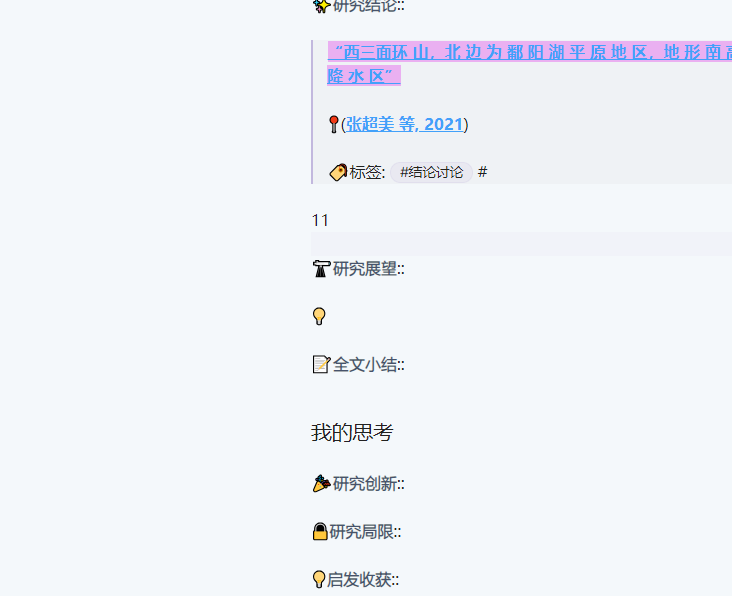 研究结论::
“西三面环 山，北 边 为 鄱 阳 湖 平 原 地 区，地 形 南 高
降 水 区”
(张超美 等, 2021)
标签: #结论讨论 #
11
研究展望::
全文小结::
我的思考
研究创新::
研究局限::
启发收获::